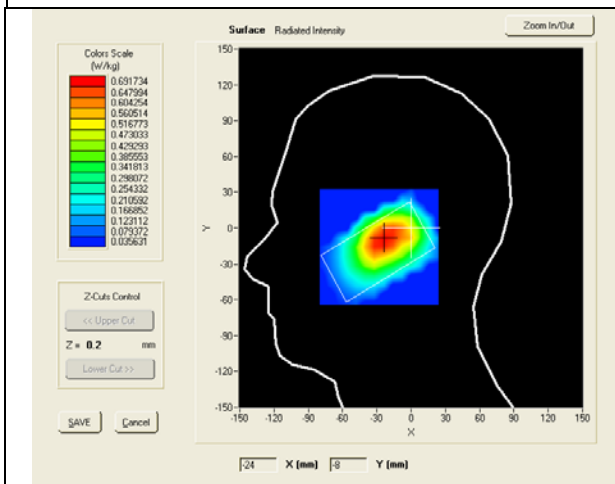 Surface Radiated Intensity
Zoom In/Out
Colors Scale
(W/kg)
0.691734
0.647994
0.604254
0.560514
0.516773
0.473033
0.429293
0.385553
0.341813
0.298072
0.254332
0.210592
0.166852
0.123112
0.079372
0.035631
Z-Cuts Control
<< Upper Cut
Z = 0.2 mm
Lower Cut >>
SAVE Cancel
150-
120-
90-
60-
30-
0-
-30-
-60-
-90-
-120-
-150-
Y
-150 -120 -90 -60 -30 0 30 60 90 120 150
X
-24 X (mm) -8 Y (mm)